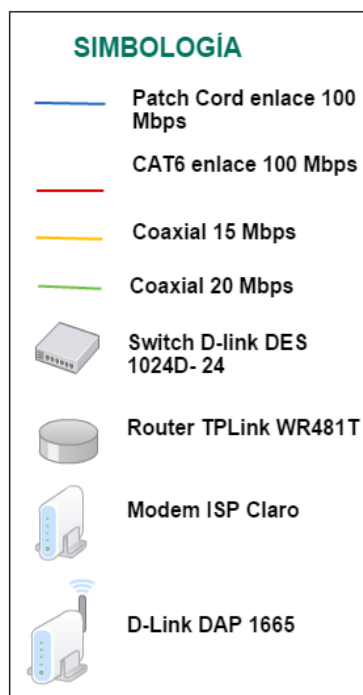 SIMBOLOGÍA
Patch Cord enlace 100
Mbps
CAT6 enlace 100 Mbps
Coaxial 15 Mbps
Coaxial 20 Mbps
Switch D-link DES
1024D- 24
Router TPLink WR481T
Modem ISP Claro
D-Link DAP 1665